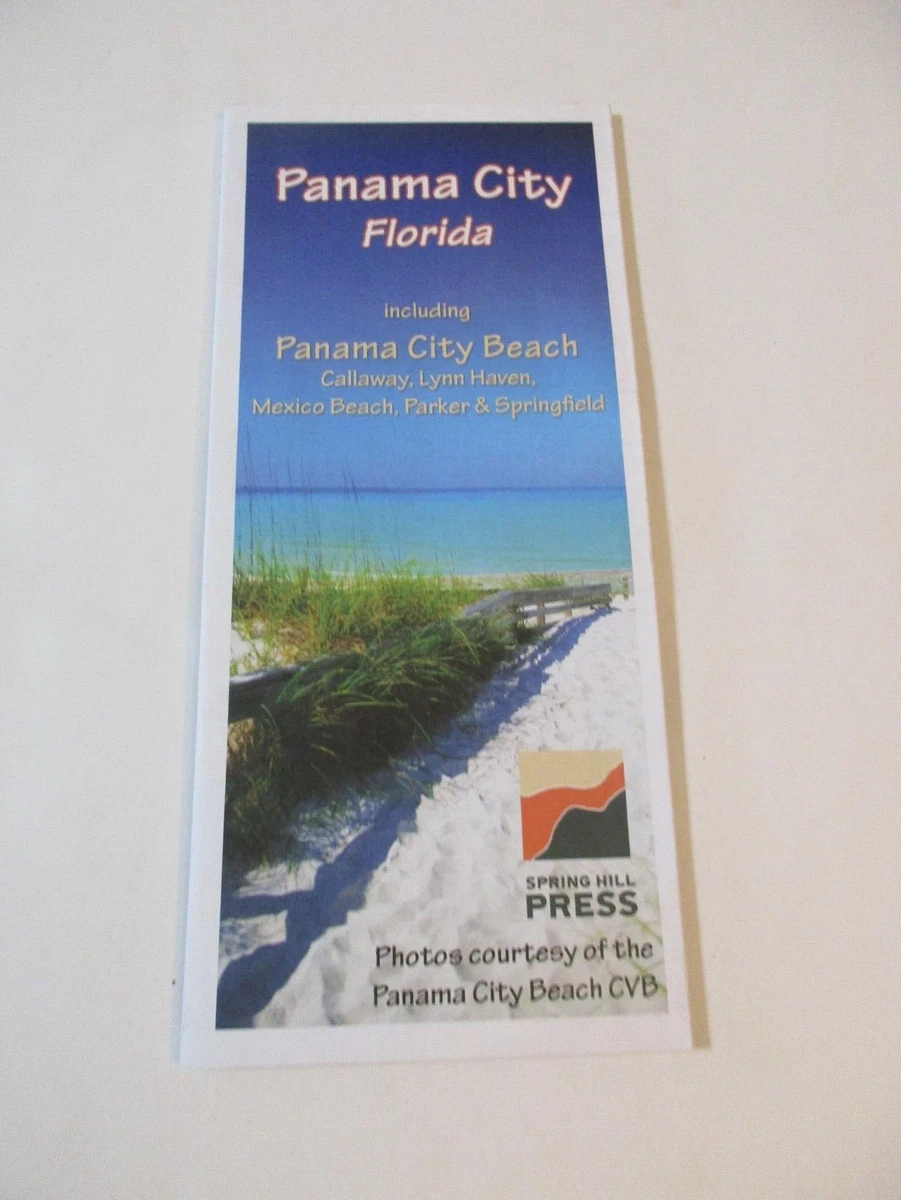 Panama City
Florida
including
Panama City Beach
Callaway, Lynn Haven,
Mexico Beach, Parker & Springfield
SPRING HILL
PRESS
Photos courtesy of the
Panama City Beach CVB